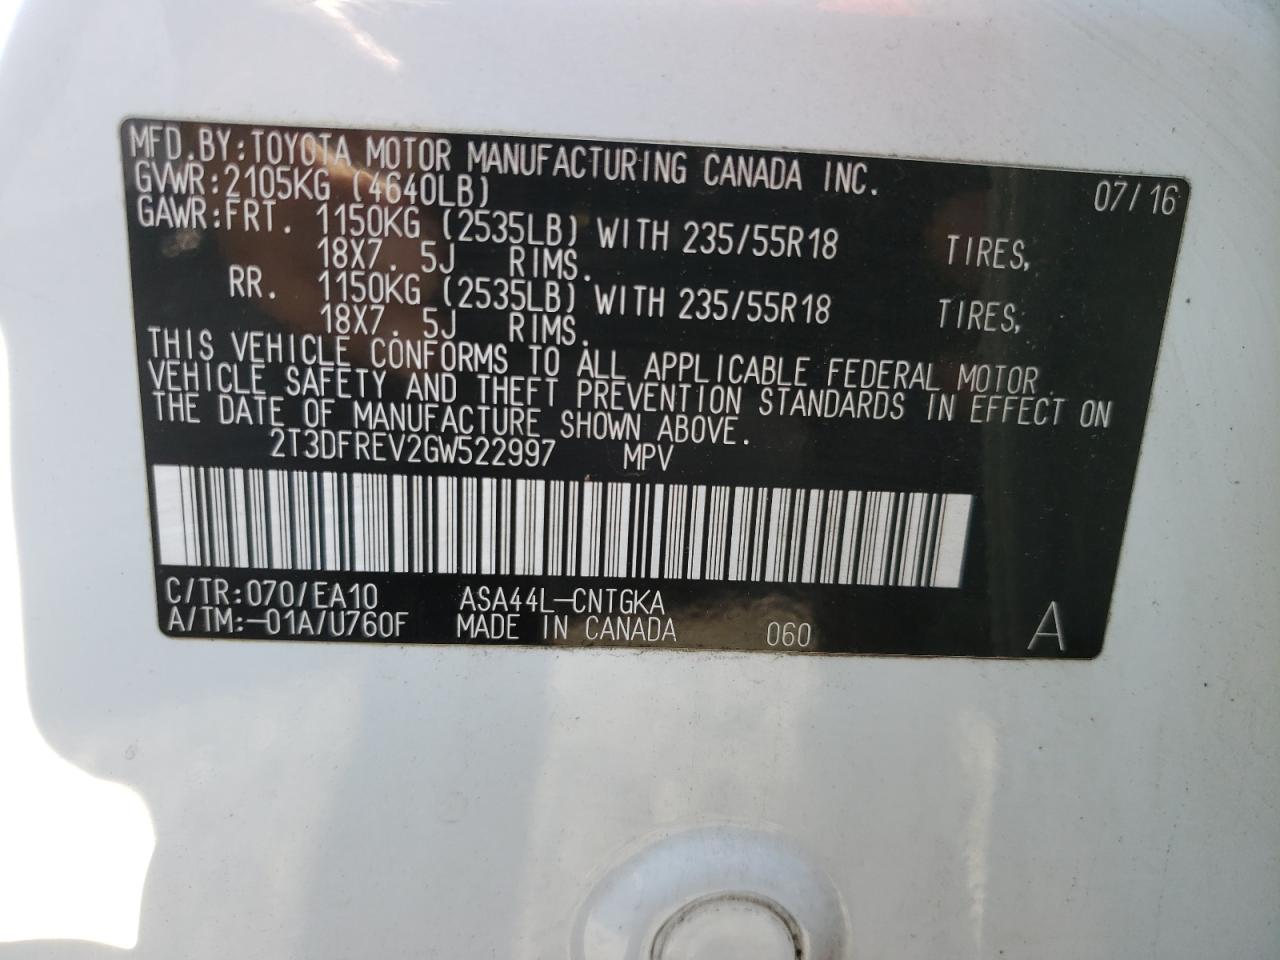 MFD.BY:TOYOTA MOTOR MANUFACTURING CANADA INC. 07/16
GVWR:2105KG (4640LB)
GAWR:FRT. 1150KG (2535LB) WITH 235/55R18 TIRES,
18X7. 5J RIMS.
RR. 1150KG (2535LB) WITH 235/55R18 TIRES,
18X7. 5J RIMS.
THIS VEHICLE CONFORMS TO ALL APPLICABLE FEDERAL MOTOR
VEHICLE SAFETY AND THEFT PREVENTION STANDARDS IN EFFECT ON
THE DATE OF MANUFACTURE SHOWN ABOVE.
2T3DFREV2GW522997 MPV
C/TR:070/EA10 ASA44L-CNTGKA
A/TM:-01A/U760F MADE IN CANADA 060 A